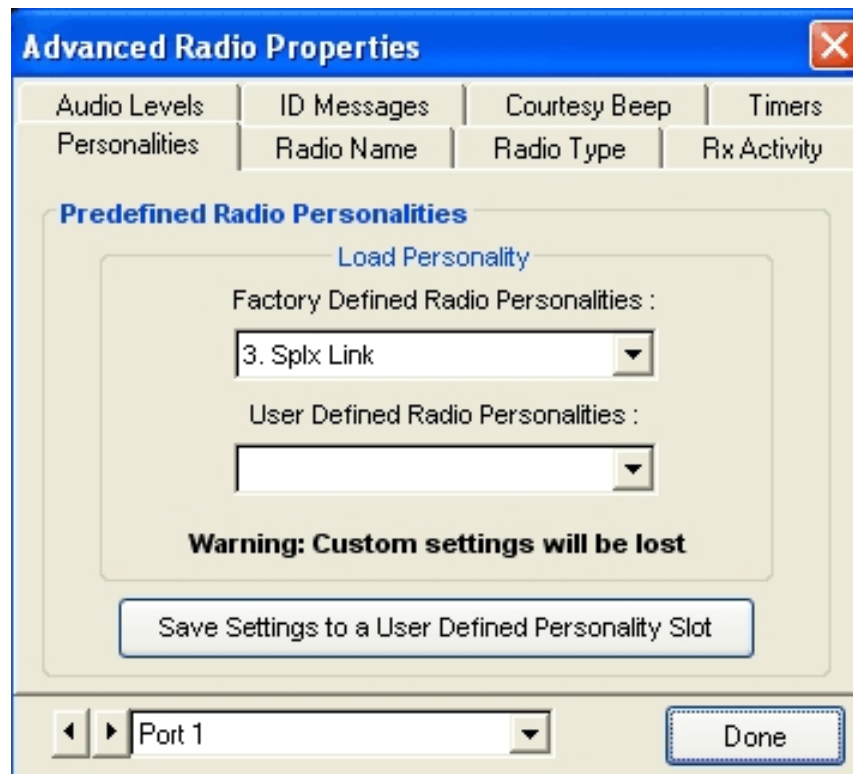 Advanced Radio Properties
Audio Levels ID Messages Courtesy Beep Timers
Personalities Radio Name Radio Type Rx Activity
Predefined Radio Personalities
Load Personality
Factory Defined Radio Personalities :
3. Splx Link
User Defined Radio Personalities :
Warning: Custom settings will be lost
Save Settings to a User Defined Personality Slot
Port 1 Done